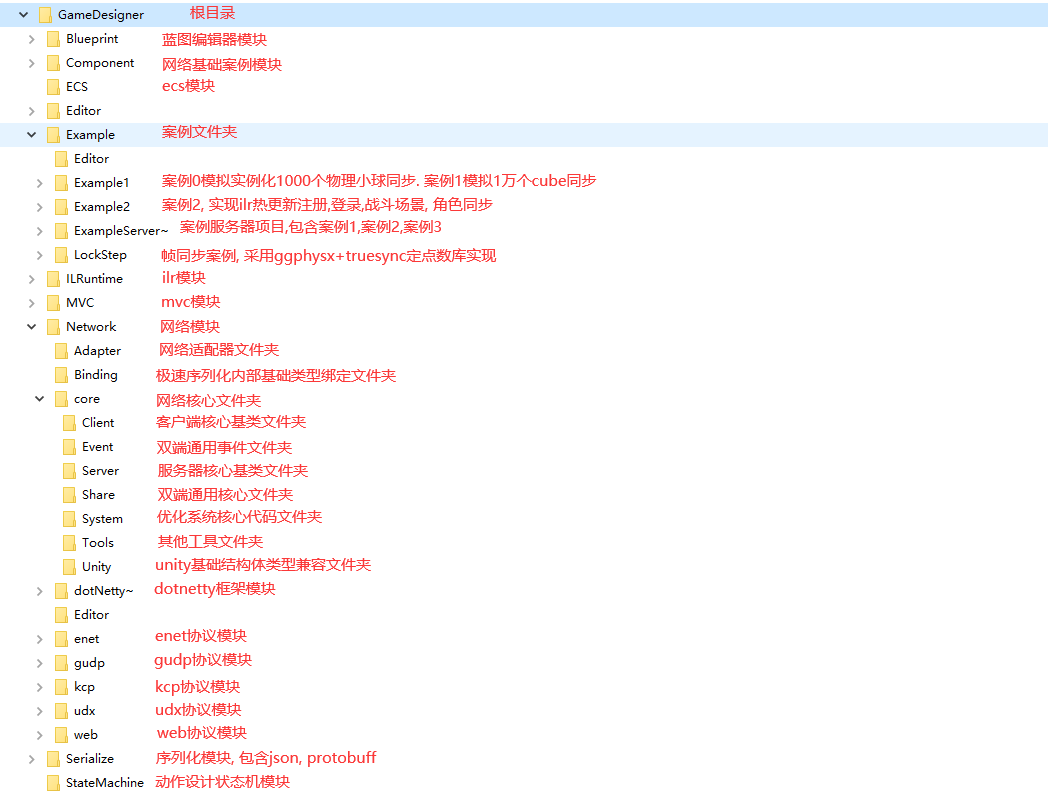 GameDesigner 根目录
Blueprint 蓝图编辑器模块
Component 网络基础案例模块
ECS ecs模块
Editor
Example 案例文件夹
Editor
Example1 案例0模拟实例化1000个物理小球同步. 案例1模拟1万个cube同步
Example2 案例2, 实现ilr热更新注册,登录,战斗场景, 角色同步
ExampleServer~ 案例服务器项目,包含案例1,案例2,案例3
LockStep 帧同步案例, 采用ggphysx+truesync定点数库实现
ILRuntime ilr模块
MVC mvc模块
Network 网络模块
Adapter 网络适配器文件夹
Binding 极速序列化内部基础类型绑定文件夹
core 网络核心文件夹
Client 客户端核心基类文件夹
Event 双端通用事件文件夹
Server 服务器核心基类文件夹
Share 双端通用核心文件夹
System 优化系统核心代码文件夹
Tools 其他工具文件夹
Unity unity基础结构体类型兼容文件夹
dotNetty~ dotnetty框架模块
Editor
enet enet协议模块
gudp gudp协议模块
kcp kcp协议模块
udx udx协议模块
web web协议模块
Serialize 序列化模块, 包含json, protobuff
StateMachine 动作设计状态机模块